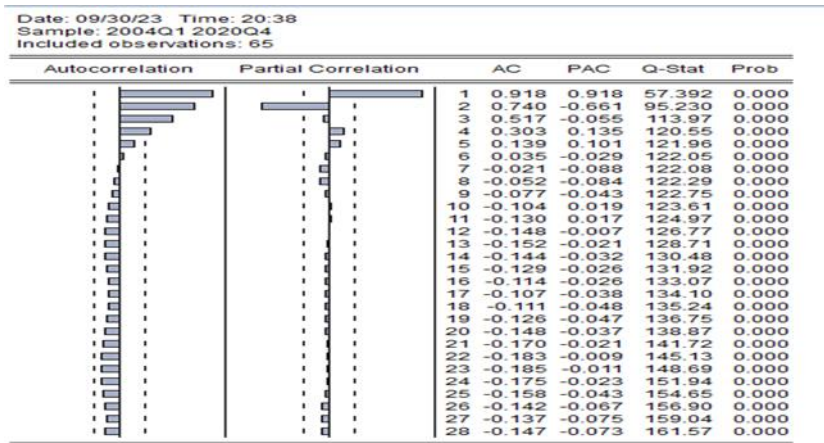 Date: 09/30/23 Time: 20:38
Sample: 2004Q1 2020Q4
Included observations: 65
Autocorrelation Partial Correlation AC PAC Q-Stat Prob
1 0.918 0.918 57.392 0.000
2 0.740 -0.661 95.230 0.000
3 0.517 -0.055 113.97 0.000
4 0.303 0.135 120.55 0.000
5 0.139 0.101 121.96 0.000
6 0.035 -0.029 122.05 0.000
7 -0.021 -0.088 122.08 0.000
8 -0.052 -0.084 122.29 0.000
9 -0.077 -0.043 122.75 0.000
10 -0.104 0.019 123.61 0.000
11 -0.130 0.017 124.97 0.000
12 -0.148 -0.007 126.77 0.000
13 -0.152 -0.021 128.71 0.000
14 -0.144 -0.032 130.48 0.000
15 -0.129 -0.026 131.92 0.000
16 -0.114 -0.026 133.07 0.000
17 -0.107 -0.038 134.10 0.000
18 -0.111 -0.048 135.24 0.000
19 -0.126 -0.047 136.75 0.000
20 -0.148 -0.037 138.87 0.000
21 -0.170 -0.021 141.72 0.000
22 -0.183 -0.009 145.13 0.000
23 -0.185 -0.011 148.69 0.000
24 -0.175 -0.023 151.94 0.000
25 -0.158 -0.043 154.65 0.000
26 -0.142 -0.067 156.90 0.000
27 -0.137 -0.075 159.04 0.000
28 -0.147 -0.073 161.57 0.000